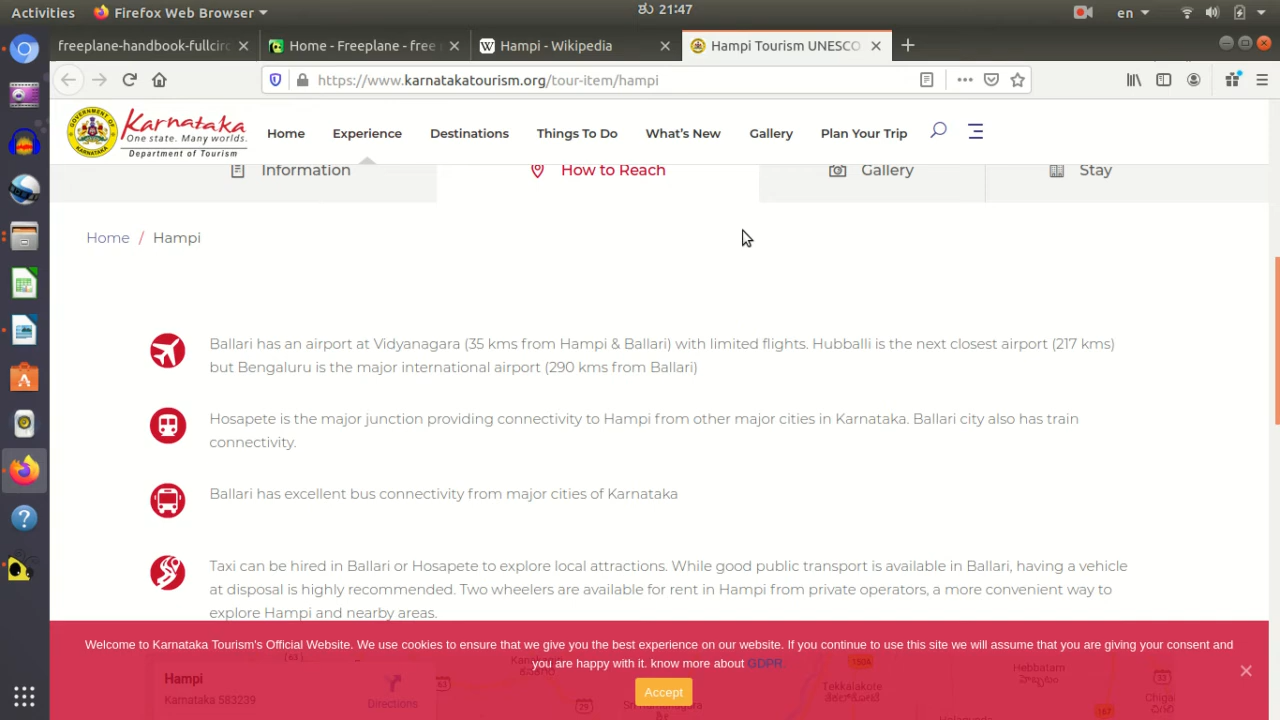 Activities Firefox Web Browser ಶು 21:47 en
freeplane-handbook-fullcirc Home - Freeplane - free Hampi - Wikipedia Hampi Tourism UNESCO
https://www.karnatakatourism.org/tour-item/hampi
Karnataka
One state. Many worlds.
Department of Tourism
Home Experience Destinations Things To Do What's New Gallery Plan Your Trip
Information How to Reach Gallery Stay
Home / Hampi
Ballari has an airport at Vidyanagara (35 kms from Hampi & Ballari) with limited flights. Hubballi is the next closest airport (217 kms)
but Bengaluru is the major international airport (290 kms from Ballari)
Hosapete is the major junction providing connectivity to Hampi from other major cities in Karnataka. Ballari city also has train
connectivity.
Ballari has excellent bus connectivity from major cities of Karnataka
Taxi can be hired in Ballari or Hosapete to explore local attractions. While good public transport is available in Ballari, having a vehicle
at disposal is highly recommended. Two wheelers are available for rent in Hampi from private operators, a more convenient way to
explore Hampi and nearby areas.
Welcome to Karnataka Tourism's Official Website. We use cookies to ensure that we give you the best experience on our website. If you continue to use this site we will assume that you are giving your consent and
you are happy with it. know more about GDPR.
Accept
Hampi
Karnataka 583239
Directions
63
29
150A
Tekkalakote
Hebbatam
33
167